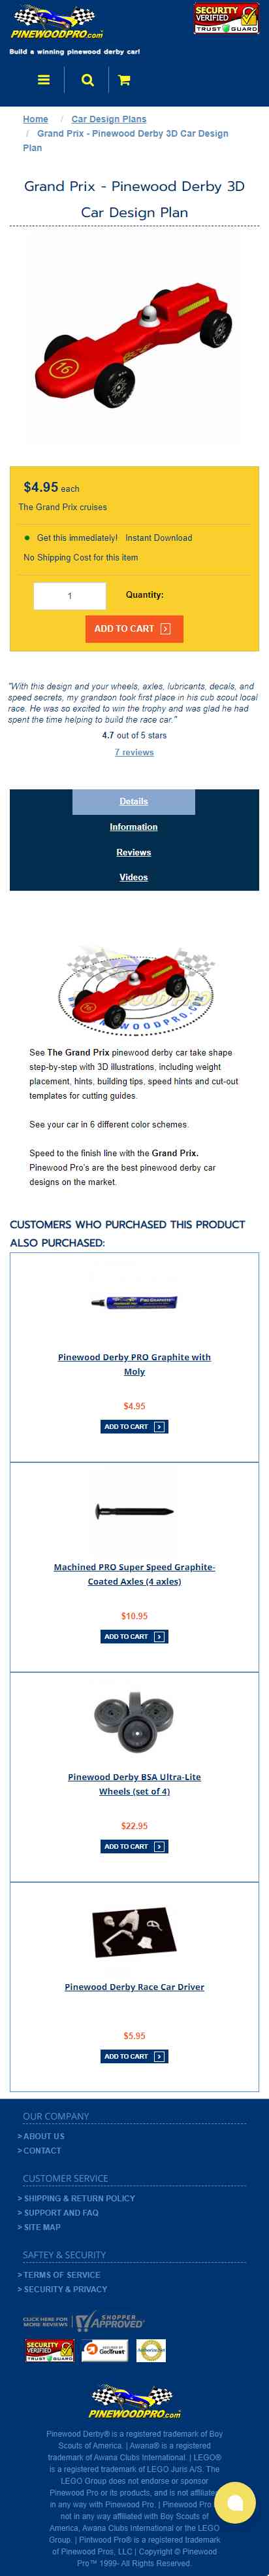 PINEWOODPRO.com
Build a winning pinewood derby car!
SECURITY
VERIFIED
TRUST GUARD
Home / Car Design Plans
/ Grand Prix - Pinewood Derby 3D Car Design
Plan
Grand Prix - Pinewood Derby 3D
Car Design Plan
16
$4.95 each
The Grand Prix cruises
Get this immediately! Instant Download
No Shipping Cost for this item
1 Quantity:
ADD TO CART
"With this design and your wheels, axles, lubricants, decals, and
speed secrets, my grandson took first place in his cub scout local
race. He was so excited to win the trophy and was glad he had
spent the time helping to build the race car."
4.7 out of 5 stars
7 reviews
Details
Information
Reviews
Videos
See The Grand Prix pinewood derby car take shape
step-by-step with 3D illustrations, including weight
placement, hints, building tips, speed hints and cut-out
templates for cutting guides.
See your car in 6 different color schemes.
Speed to the finish line with the Grand Prix.
Pinewood Pro's are the best pinewood derby car
designs on the market.
CUSTOMERS WHO PURCHASED THIS PRODUCT
ALSO PURCHASED:
Pinewood Derby PRO Graphite with
Moly
$4.95
ADD TO CART
Machined PRO Super Speed Graphite-
Coated Axles (4 axles)
$10.95
ADD TO CART
Pinewood Derby BSA Ultra-Lite
Wheels (set of 4)
$22.95
ADD TO CART
Pinewood Derby Race Car Driver
$5.95
ADD TO CART
OUR COMPANY
> ABOUT US
> CONTACT
CUSTOMER SERVICE
> SHIPPING & RETURN POLICY
> SUPPORT AND FAQ
> SITE MAP
SAFTEY & SECURITY
> TERMS OF SERVICE
> SECURITY & PRIVACY
CLICK HERE FOR
MORE REVIEWS
SHOPPER
APPROVED
SECURITY
VERIFIED
TRUST GUARD
GeoTrust
PINEWOODPRO.com
Pinewood Derby® is a registered trademark of Boy
Scouts of America. | Awana® is a registered
trademark of Awana Clubs International. | LEGO®
is a registered trademark of LEGO Juris A/S. The
LEGO Group does not endorse or sponsor
Pinewood Pro or its products, and is not affiliated
in any way with Pinewood Pro. | Pinewood Pro
not in any way affiliated with Boy Scouts of
America, Awana Clubs International or the LEGO
Group. | Pintwood Pro® is a registered trademark
of Pinewood Pros, LLC | Copyright © Pinewood
Pro™ 1999- All Rights Reserved.